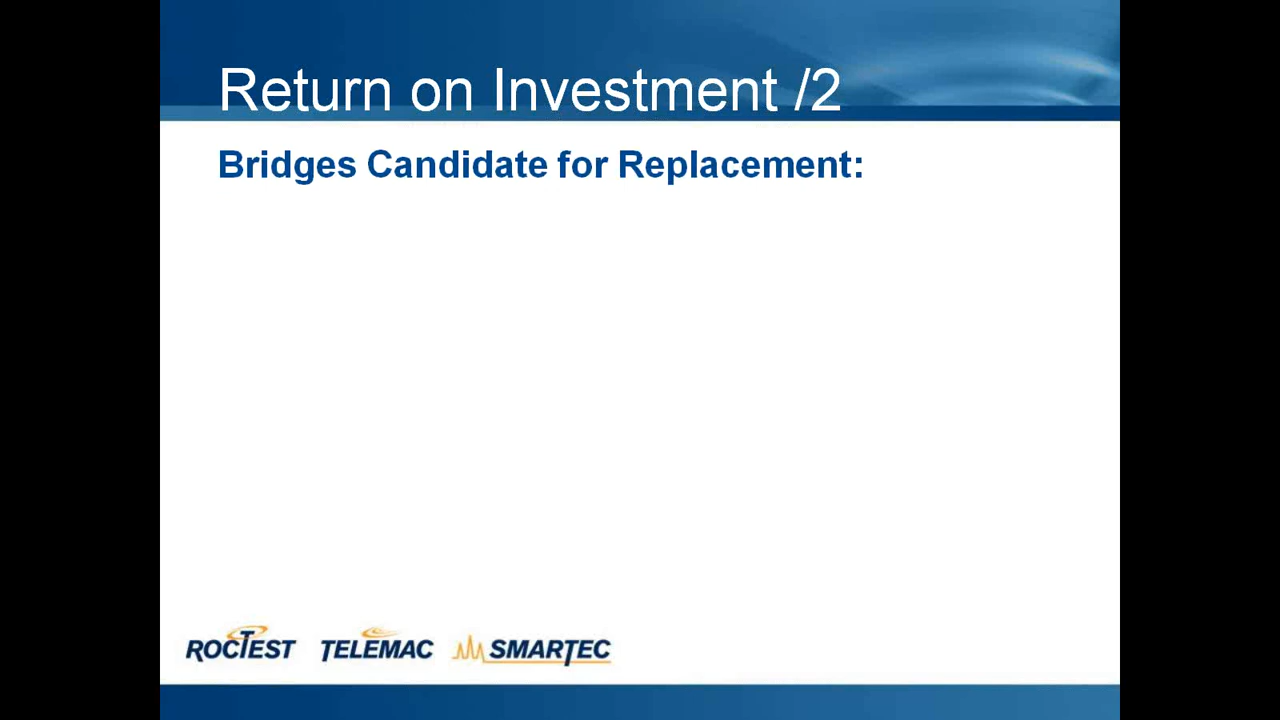 Return on Investment /2
Bridges Candidate for Replacement:
ROCTEST TELEMAC SMARTEC